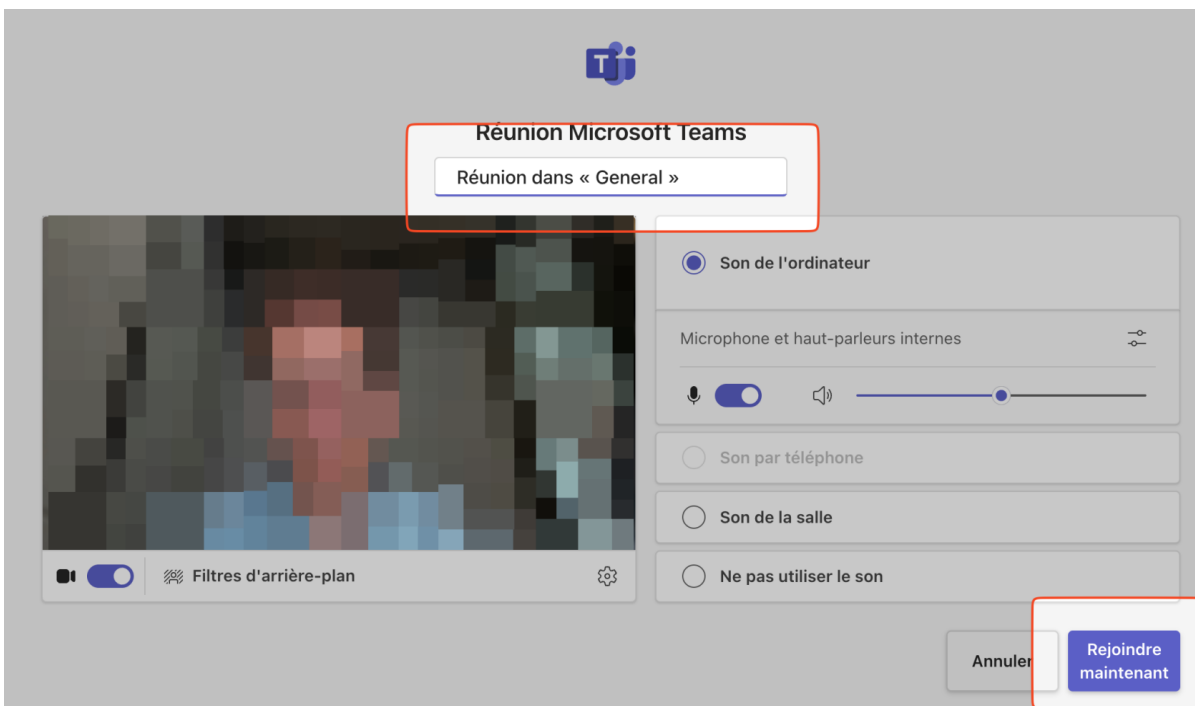 Réunion Microsoft Teams
Réunion dans « General »
Son de l'ordinateur
Microphone et haut-parleurs internes
Son par téléphone
Son de la salle
Ne pas utiliser le son
Filtres d'arrière-plan
Annuler
Rejoindre
maintenant